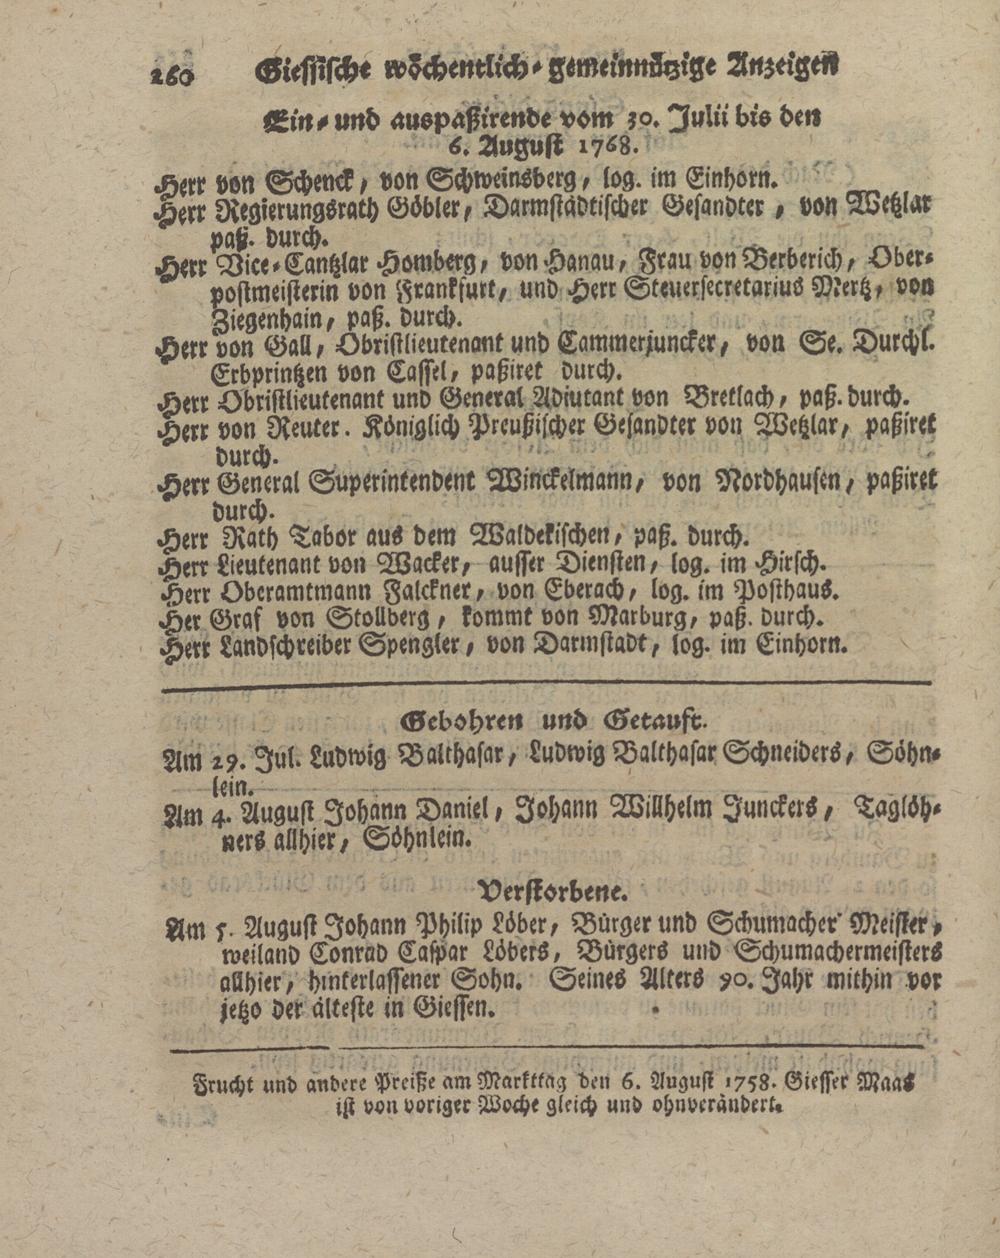 260 Giessische wöchentlich-gemeinnützige Anzeigen
Ein- und auspaßirende vom 30. Julii bis den
6. August 1768.
Herr von Schenck, von Schweinsberg, log. im Einhorn.
Herr Regierungsrath Göbler, Darmstädtischer Gesandter, von Wetzlar
paß. durch.
Herr Vice-Cantzlar Homberg, von Hanau, Frau von Berberich, Ober-
postmeisterin von Franckfurt, und Herr Steuersecretarius Mertz, von
Ziegenhain, paß. durch.
Herr von Gall, Obristlieutenant und Cammerjuncker, von Se. Durchl.
Erbprintzen von Cassel, paßiret durch.
Herr Obristlieutenant und General Adiutant von Bretlach, paß. durch.
Herr von Reuter. Königlich Preußischer Gesandter von Wetzlar, paßiret
durch.
Herr General Superintendent Winckelmann, von Nordhausen, paßiret
durch.
Herr Rath Tabor aus dem Waldekischen, paß. durch.
Herr Lieutenant von Wacker, ausser Diensten, log. im Hirsch.
Herr Oberamtmann Falckner, von Eberach, log. im Posthaus.
Her Graf von Stollberg, kommt von Marburg, paß. durch.
Herr Landschreiber Spengler, von Darmstadt, log. im Einhorn.
Gebohren und Getauft.
Am 29. Jul. Ludwig Balthasar, Ludwig Balthasar Schneiders, Söhn-
lein.
Am 4. August Johann Daniel, Johann Willhelm Junckers, Taglöh-
ners allhier, Söhnlein.
Verstorbene.
Am 5. August Johann Philip Löber, Bürger und Schumacher Meister,
weiland Conrad Caspar Löbers, Bürgers und Schumachermeisters
allhier, hinterlassener Sohn. Seines Alters 90. Jahr mithin vor
jetzo der älteste in Giessen.
Frucht und andere Preiße am Markttag den 6. August 1758. Giesser Maas
ist von voriger Woche gleich und ohnverändert.